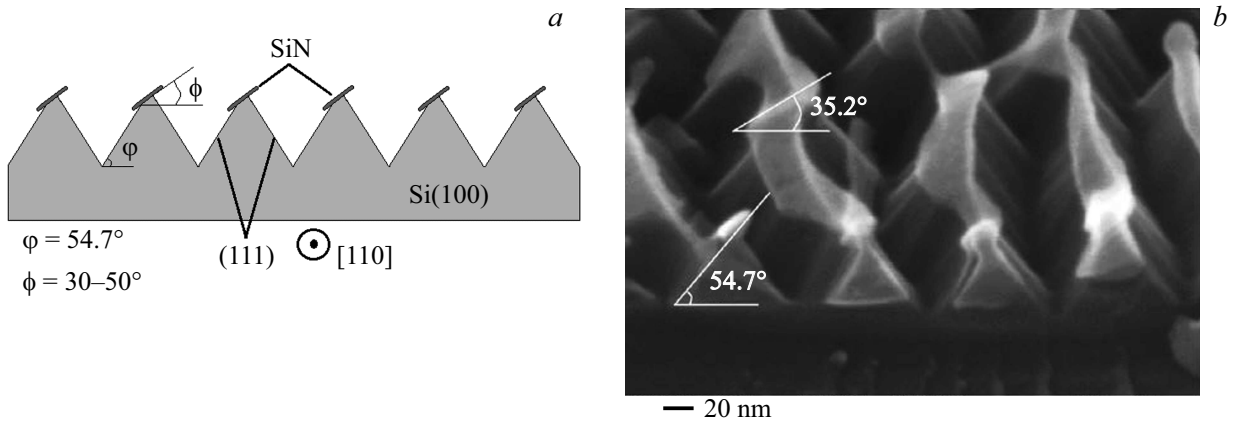 a
SiN
ϕ
φ
Si(100)
φ = 54.7°
(111)
[110]
ϕ = 30–50°
b
35.2°
54.7°
20 nm